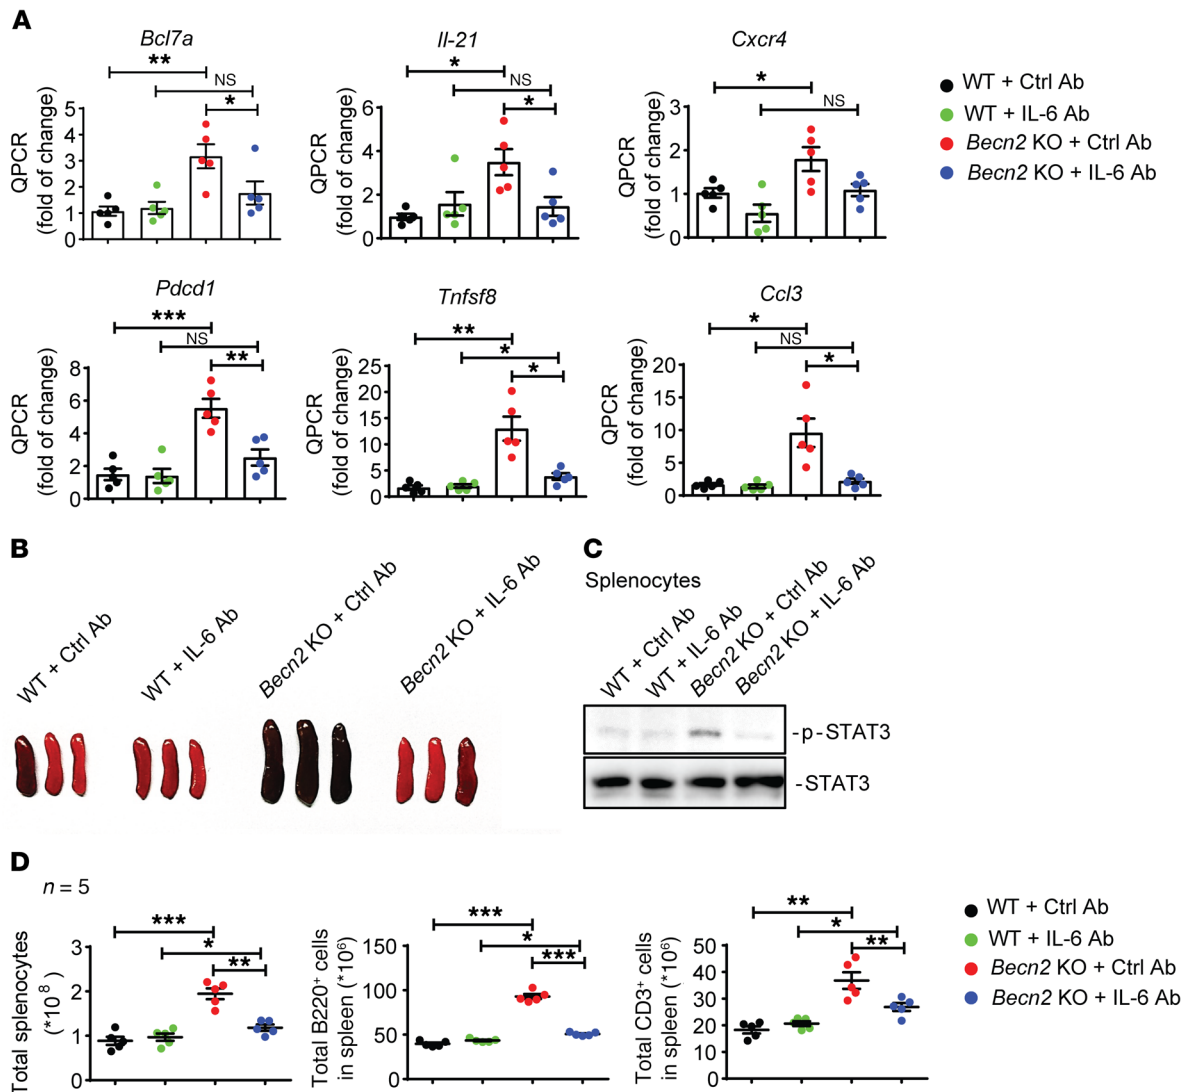 A
Bcl7a
**
NS
*
QPCR
(fold of change)
5
4
3
2
1
0
Il-21
*
NS
*
QPCR
(fold of change)
6
4
2
0
Cxcr4
*
NS
QPCR
(fold of change)
3
2
1
0
WT + Ctrl Ab
WT + IL-6 Ab
Becn2 KO + Ctrl Ab
Becn2 KO + IL-6 Ab
Pdcd1
***
NS
**
QPCR
(fold of change)
8
6
4
2
0
Tnfsf8
**
*
*
QPCR
(fold of change)
25
20
15
10
5
0
Ccl3
*
NS
*
QPCR
(fold of change)
20
15
10
5
0
B
WT + Ctrl Ab
WT + IL-6 Ab
Becn2 KO + Ctrl Ab
Becn2 KO + IL-6 Ab
C
Splenocytes
WT + Ctrl Ab
WT + IL-6 Ab
Becn2 KO + Ctrl Ab
Becn2 KO + IL-6 Ab
-p-STAT3
-STAT3
D
n = 5
***
*
**
Total splenocytes
(*10⁸)
3
2
1
0
***
*
***
Total B220⁺ cells
in spleen (*10⁶)
150
100
50
0
**
*
**
Total CD3⁺ cells
in spleen (*10⁶)
50
40
30
20
10
0
WT + Ctrl Ab
WT + IL-6 Ab
Becn2 KO + Ctrl Ab
Becn2 KO + IL-6 Ab